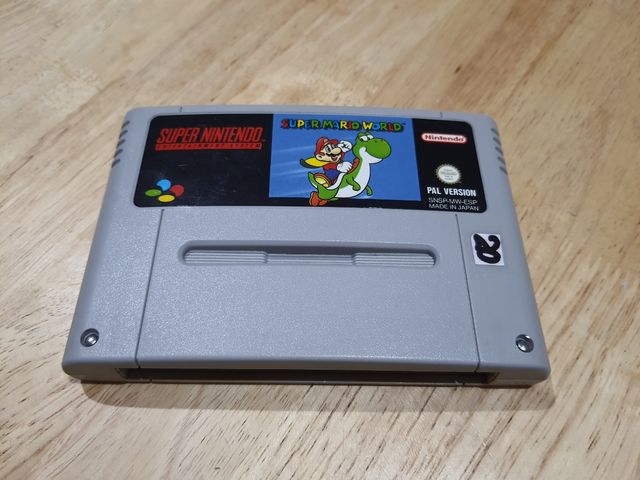 SUPER NINTENDO
ENTERTAINMENT SYSTEM
SUPER MARIO WORLD
Nintendo
PAL VERSION
SNSP-MW-ESP
MADE IN JAPAN
20